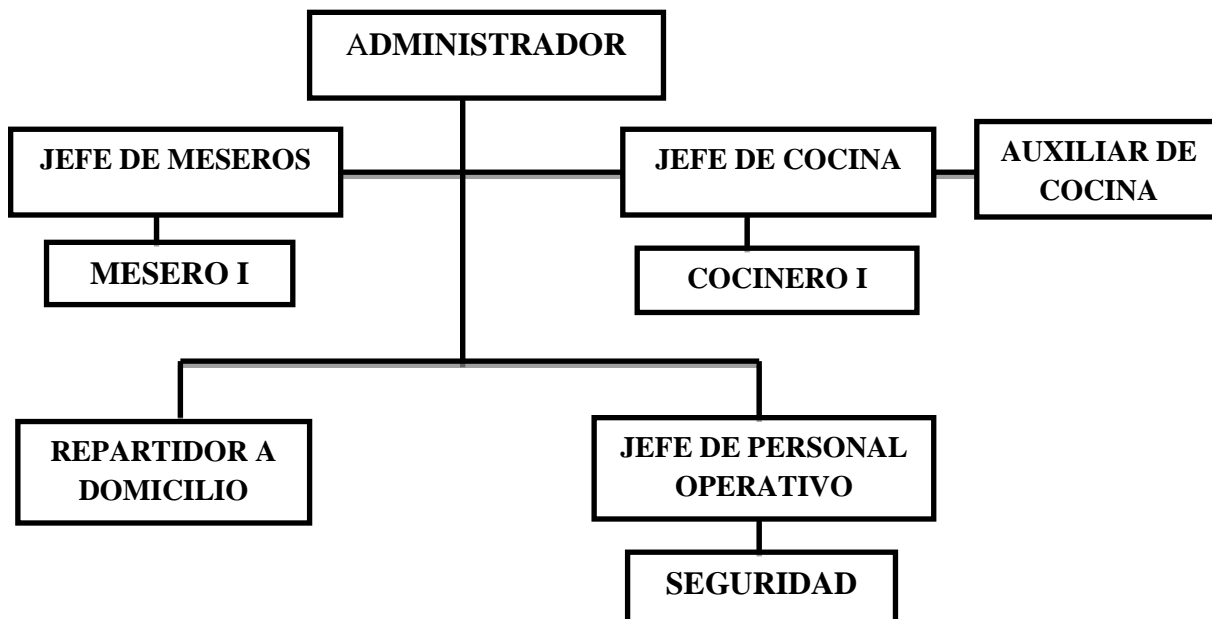 ADMINISTRADOR
JEFE DE MESEROS
JEFE DE COCINA
AUXILIAR DE
COCINA
MESERO I
COCINERO I
REPARTIDOR A
DOMICILIO
JEFE DE PERSONAL
OPERATIVO
SEGURIDAD